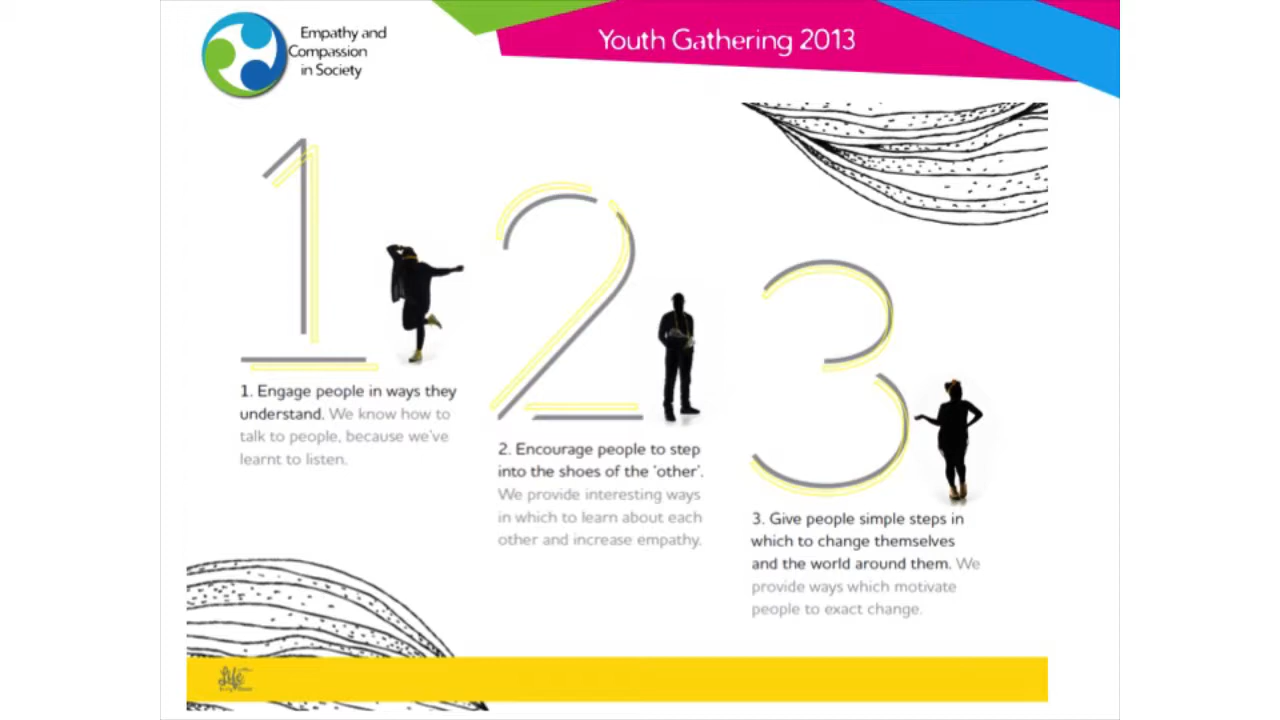 Empathy and
Compassion
in Society
Youth Gathering 2013
1
2
3
1. Engage people in ways they
understand. We know how to
talk to people, because we've
learnt to listen.
2. Encourage people to step
into the shoes of the 'other'.
We provide interesting ways
in which to learn about each
other and increase empathy.
3. Give people simple steps in
which to change themselves
and the world around them. We
provide ways which motivate
people to exact change.
Life